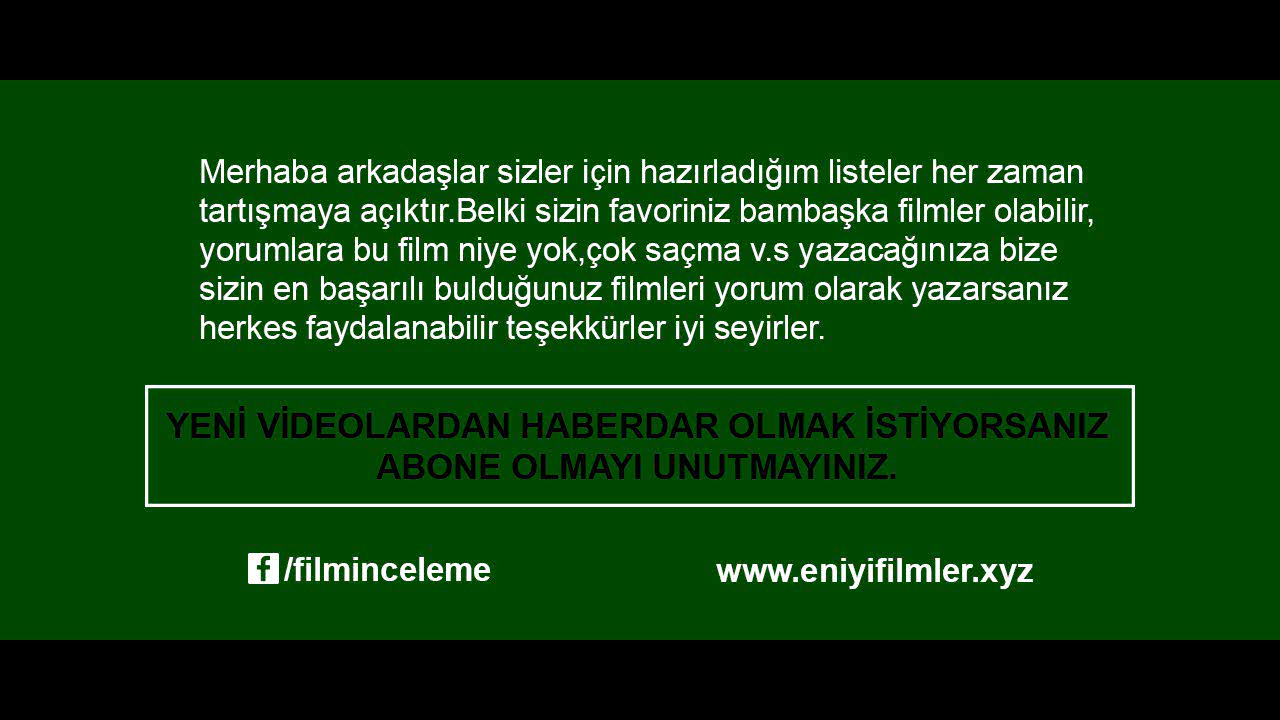 Merhaba arkadaşlar sizler için hazırladığım listeler her zaman
tartışmaya açıktır.Belki sizin favoriniz bambaşka filmler olabilir,
yorumlara bu film niye yok,çok saçma v.s yazacağınıza bize
sizin en başarılı bulduğunuz filmleri yorum olarak yazarsanız
herkes faydalanabilir teşekkürler iyi seyirler.
YENİ VİDEOLARDAN HABERDAR OLMAK İSTİYORSANIZ
ABONE OLMAYI UNUTMAYINIZ.
f/filminceleme
www.eniyifilmler.xyz